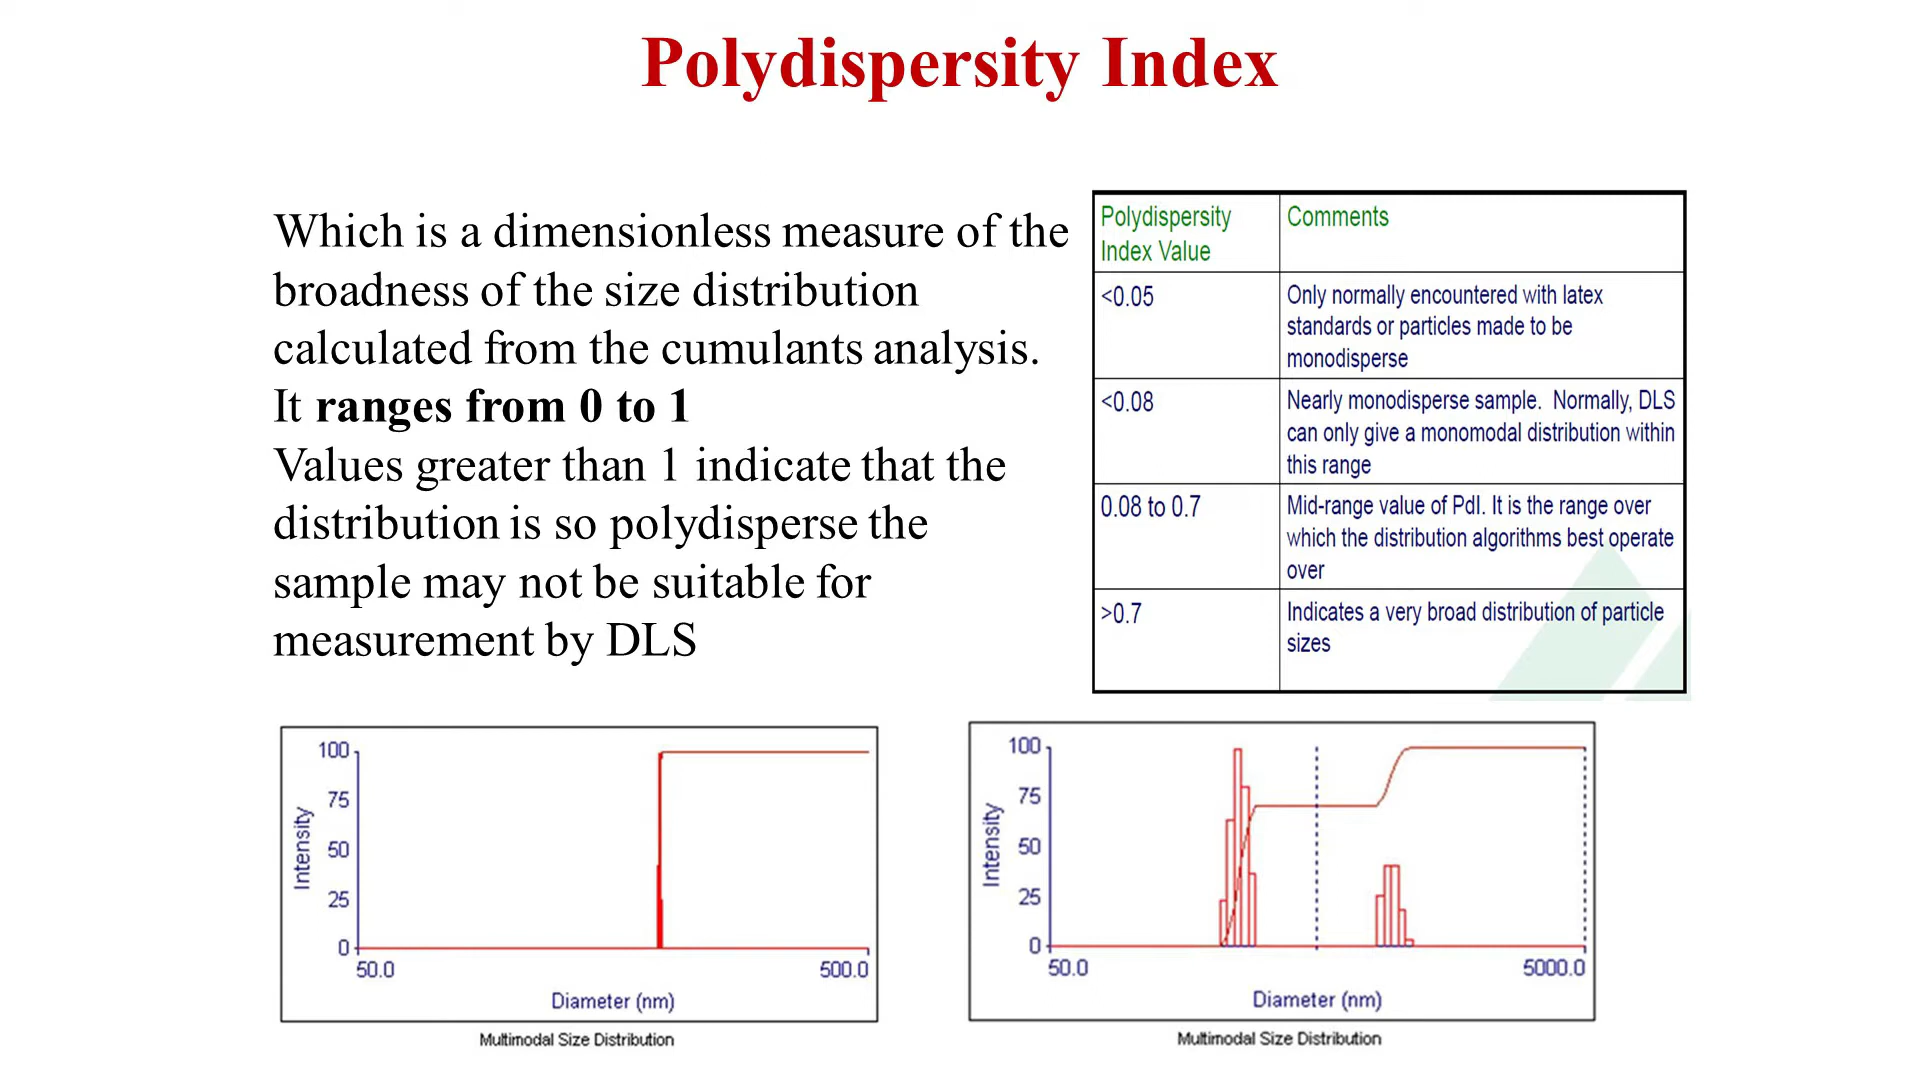 Polydispersity Index
Which is a dimensionless measure of the
broadness of the size distribution
calculated from the cumulants analysis.
It ranges from 0 to 1
Values greater than 1 indicate that the
distribution is so polydisperse the
sample may not be suitable for
measurement by DLS
Polydispersity
Index Value
Comments
<0.05
Only normally encountered with latex
standards or particles made to be
monodisperse
<0.08
Nearly monodisperse sample. Normally, DLS
can only give a monomodal distribution within
this range
0.08 to 0.7
Mid-range value of PdI. It is the range over
which the distribution algorithms best operate
over
>0.7
Indicates a very broad distribution of particle
sizes
100
75
50
25
0
Intensity
50.0
500.0
Diameter (nm)
Multimodal Size Distribution
100
75
50
25
0
Intensity
50.0
5000.0
Diameter (nm)
Multimodal Size Distribution